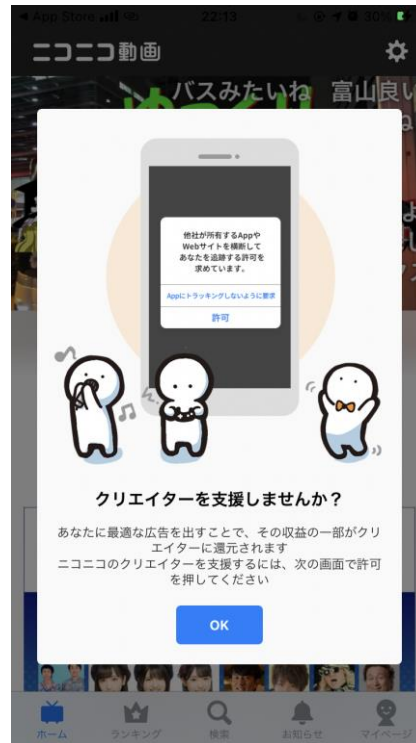 App Store
22:13
30%
ニコニコ動画
バスみたいね 富山良い
ゆっくり
他社が所有するAppや
Webサイトを横断して
あなたを追跡する許可を
求めています。
Appにトラッキングしないように要求
許可
クリエイターを支援しませんか？
あなたに最適な広告を出すことで、その収益の一部がクリ
エイターに還元されます
ニコニコのクリエイターを支援するには、次の画面で許可
を押してください
OK
ホーム
ランキング
検索
お知らせ
マイページ